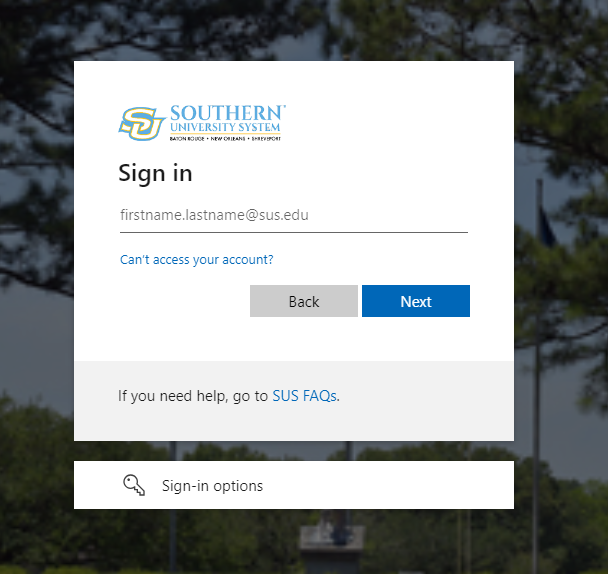 SOUTHERN
UNIVERSITY SYSTEM
BATON ROUGE • NEW ORLEANS • SHREVEPORT
Sign in
firstname.lastname@sus.edu
Can't access your account?
Back
Next
If you need help, go to SUS FAQs.
Sign-in options